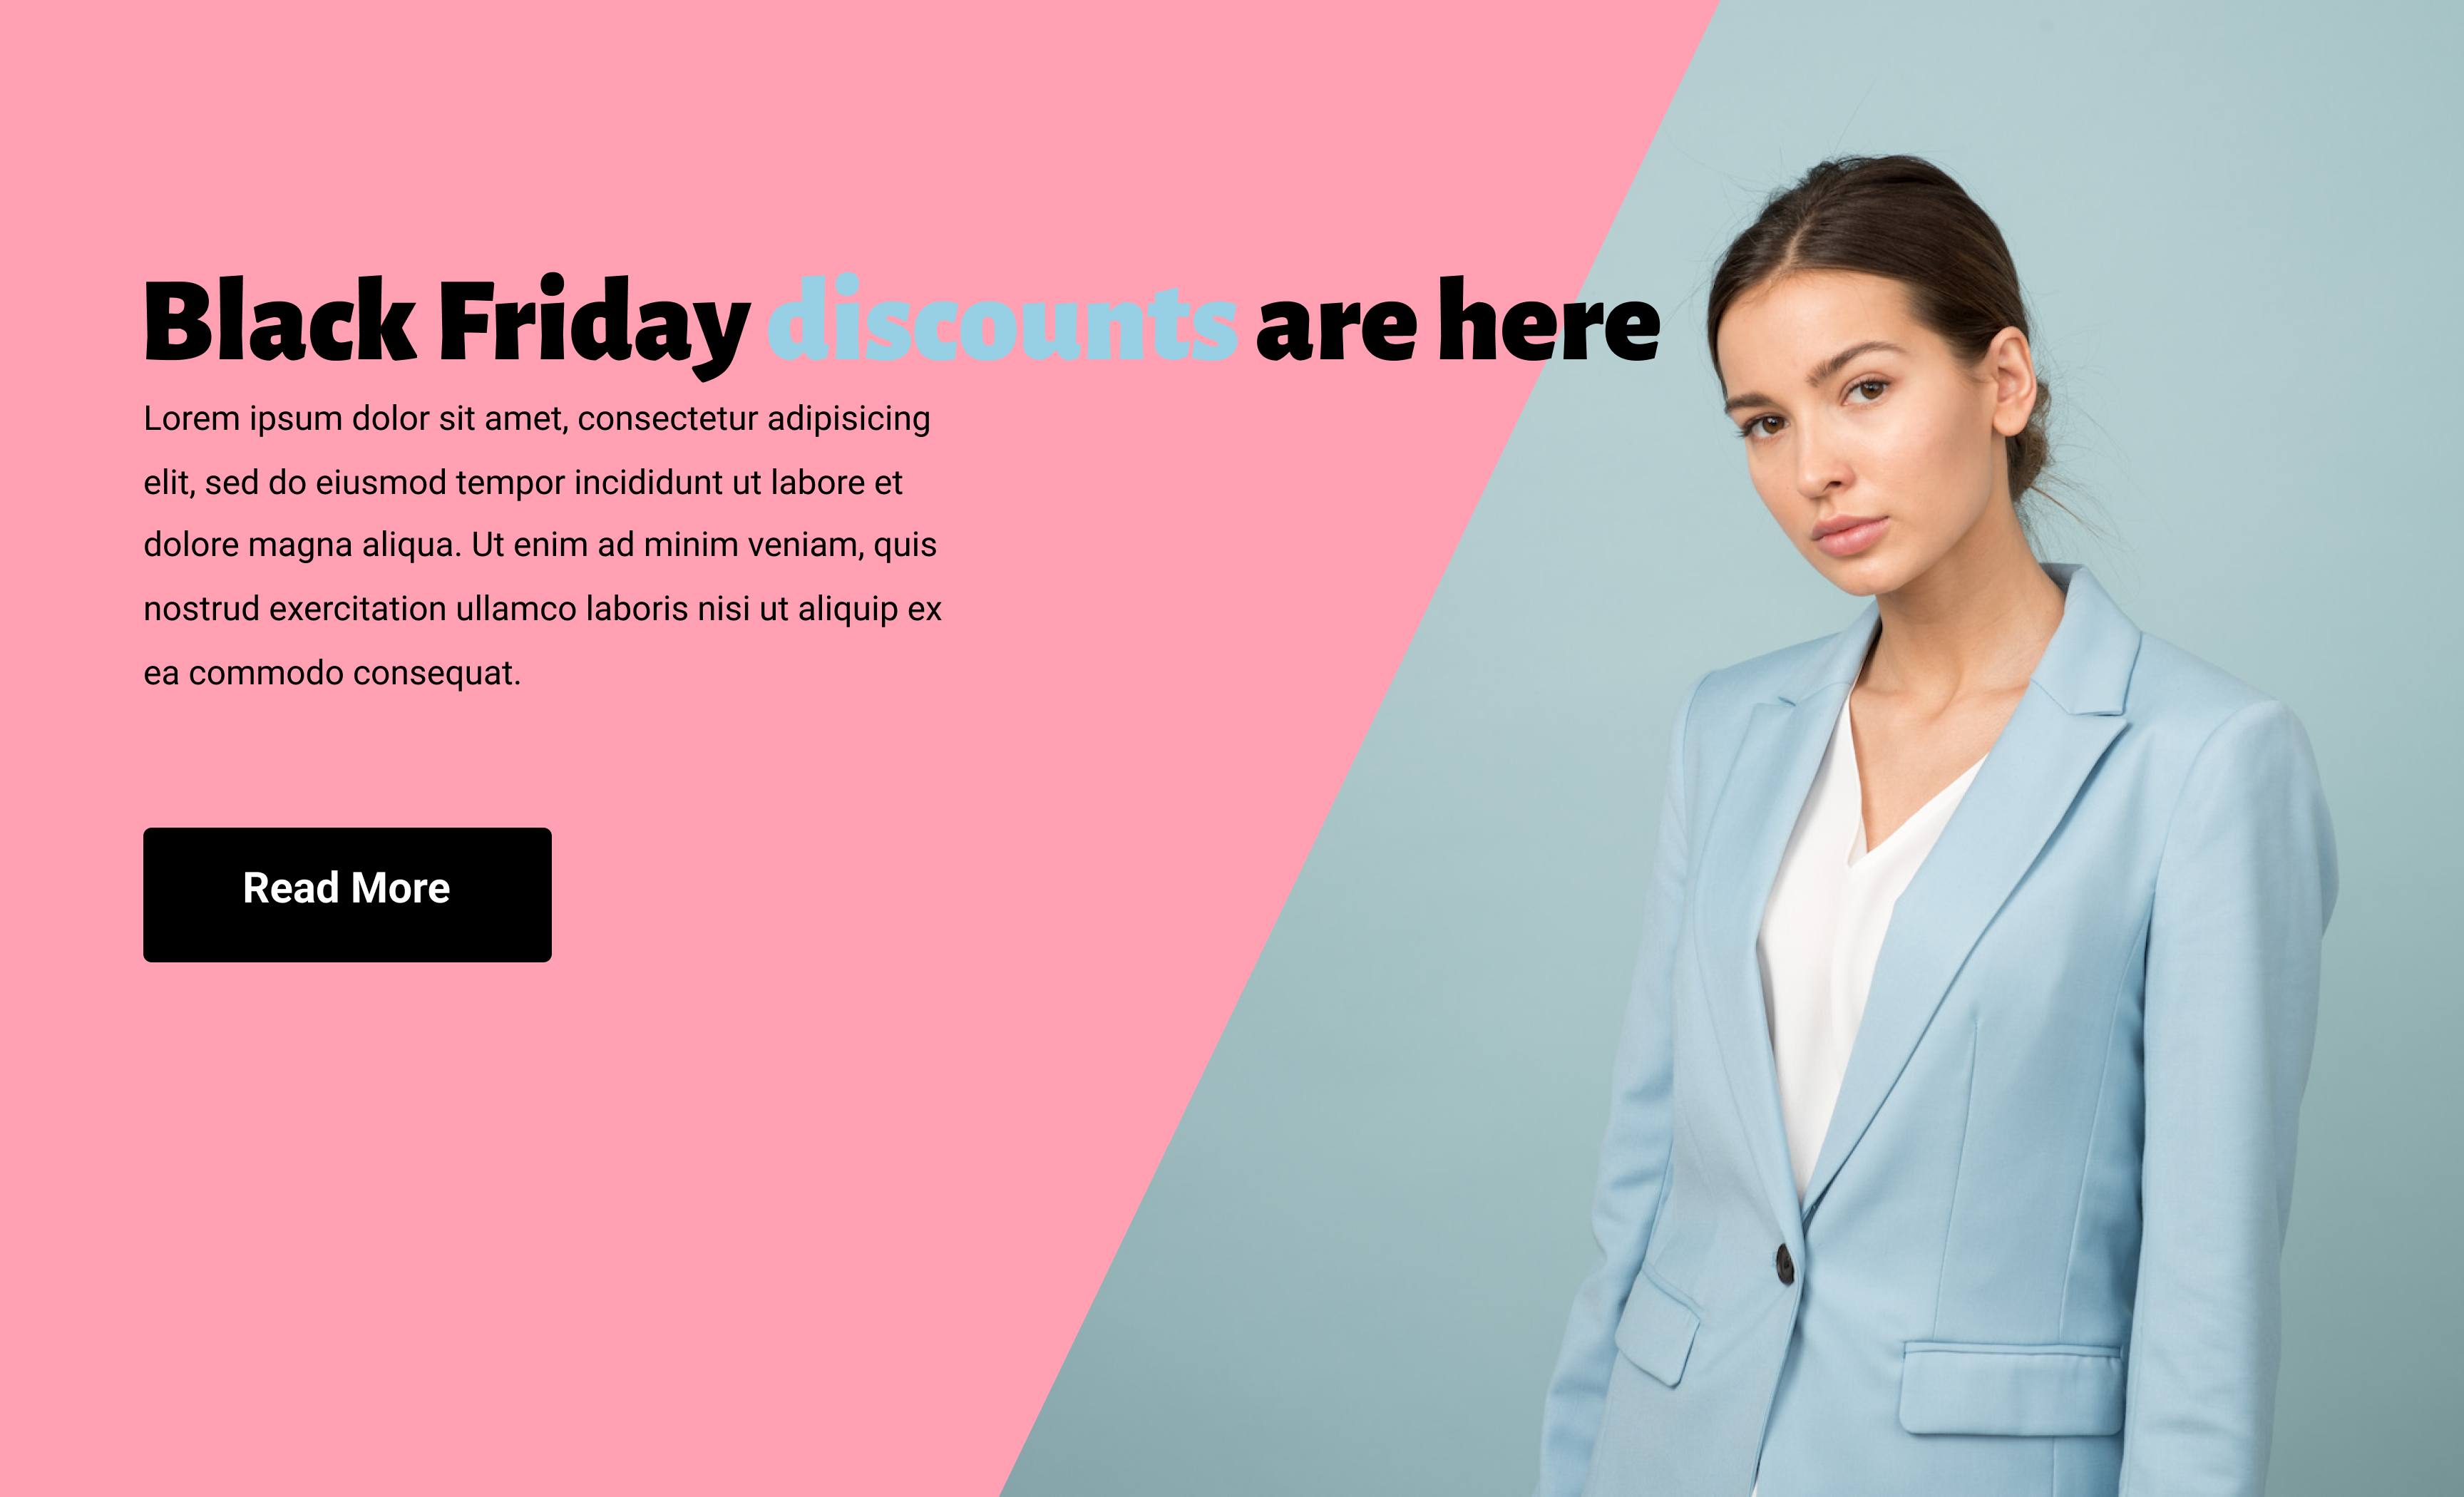 Black Friday discounts are here
Lorem ipsum dolor sit amet, consectetur adipisicing
elit, sed do eiusmod tempor incididunt ut labore et
dolore magna aliqua. Ut enim ad minim veniam, quis
nostrud exercitation ullamco laboris nisi ut aliquip ex
ea commodo consequat.
Read More